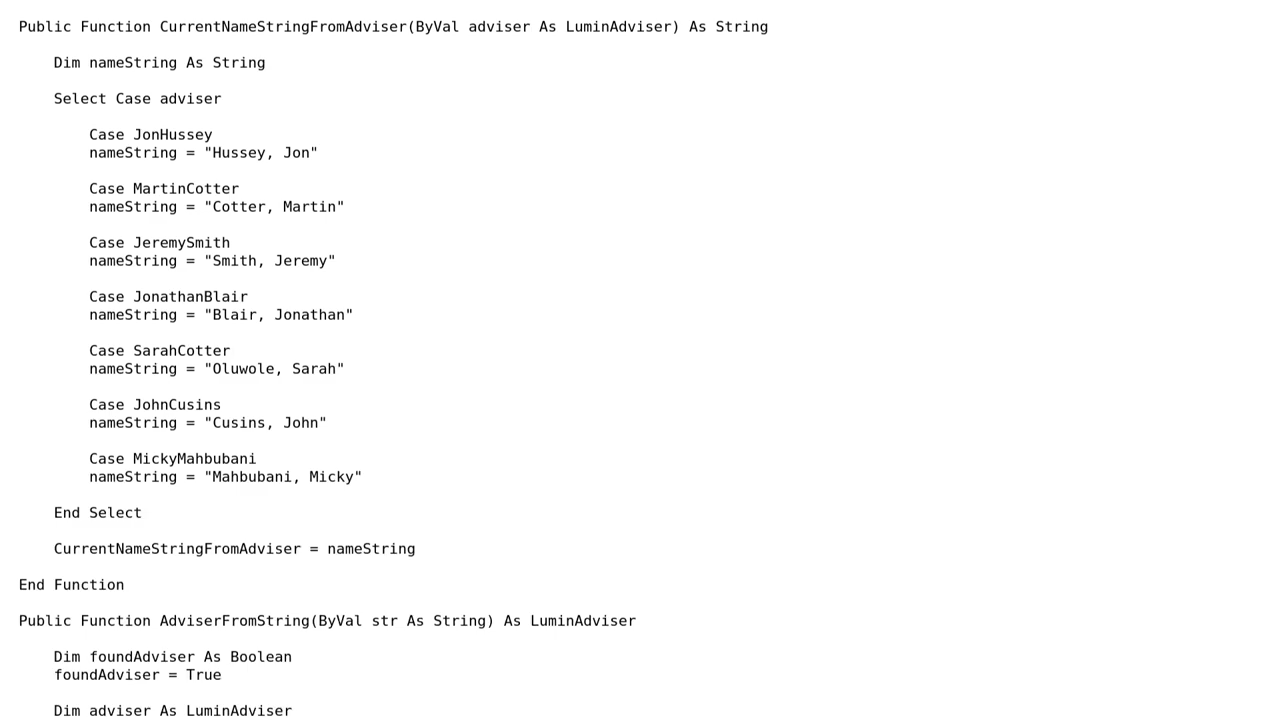 Public Function CurrentNameStringFromAdviser(ByVal adviser As LuminAdviser) As String
Dim nameString As String
Select Case adviser
Case JonHussey
nameString = "Hussey, Jon"
Case MartinCotter
nameString = "Cotter, Martin"
Case JeremySmith
nameString = "Smith, Jeremy"
Case JonathanBlair
nameString = "Blair, Jonathan"
Case SarahCotter
nameString = "Oluwole, Sarah"
Case JohnCusins
nameString = "Cusins, John"
Case MickyMahbubani
nameString = "Mahbubani, Micky"
End Select
CurrentNameStringFromAdviser = nameString
End Function
Public Function AdviserFromString(ByVal str As String) As LuminAdviser
Dim foundAdviser As Boolean
foundAdviser = True
Dim adviser As LuminAdviser